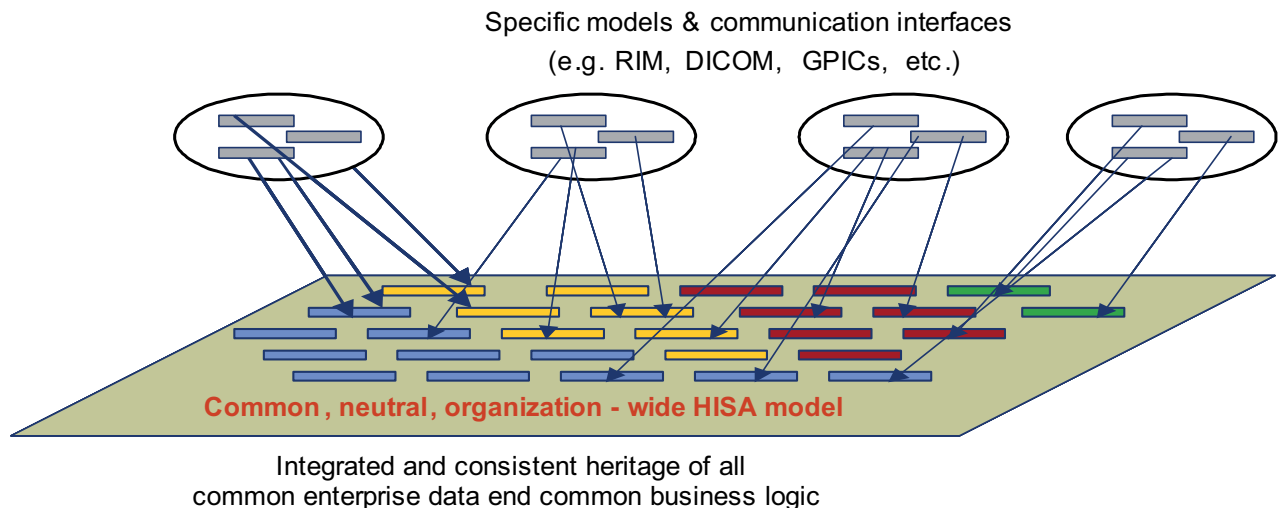 Specific models & communication interfaces
(e.g. RIM, DICOM, GPICs, etc.)
Common, neutral, organization - wide HISA model
Integrated and consistent heritage of all
common enterprise data end common business logic